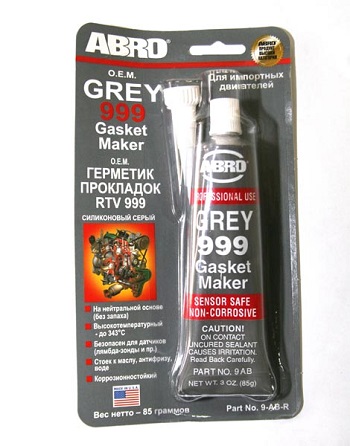 ABRO
O.E.M.
GREY
999
Gasket
Maker
O.E.M.
ГЕРМЕТИК
ПРОКЛАДОК
RTV 999
СИЛИКОНОВЫЙ СЕРЫЙ
На нейтральной основе
(без запаха)
Высокотемпературный
- до 343°C
Безопасен для датчиков
(лямбда-зонды и пр.)
Стоек к маслу, антифризу,
воде
Коррозионностойкий
MADE IN
U.S.A.
Вес нетто – 85 граммов
Для импортных
двигателей
ABRO
PROFESSIONAL USE
GREY
999
Gasket
Maker
SENSOR SAFE
NON-CORROSIVE
CAUTION!
ON CONTACT
UNCURED SEALANT
CAUSES IRRITATION.
Read Back Carefully.
PART NO. 9 AB
NET WT. 3 OZ. (85g)
Part No. 9-AB-R